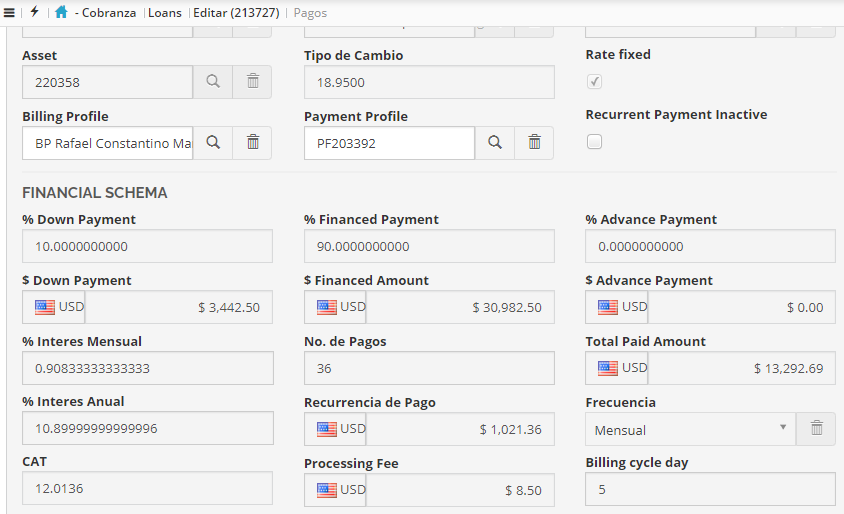 - Cobranza | Loans | Editar (213727) | Pagos
Asset Tipo de Cambio Rate fixed
220358 18.9500
Billing Profile Payment Profile Recurrent Payment Inactive
BP Rafael Constantino Ma PF203392
FINANCIAL SCHEMA
% Down Payment % Financed Payment % Advance Payment
10.0000000000 90.0000000000 0.0000000000
$ Down Payment $ Financed Amount $ Advance Payment
USD $ 3,442.50 USD $ 30,982.50 USD $ 0.00
% Interes Mensual No. de Pagos Total Paid Amount
0.90833333333333 36 USD $ 13,292.69
% Interes Anual Recurrencia de Pago Frecuencia
10.89999999999996 USD $ 1,021.36 Mensual
CAT Processing Fee Billing cycle day
12.0136 USD $ 8.50 5